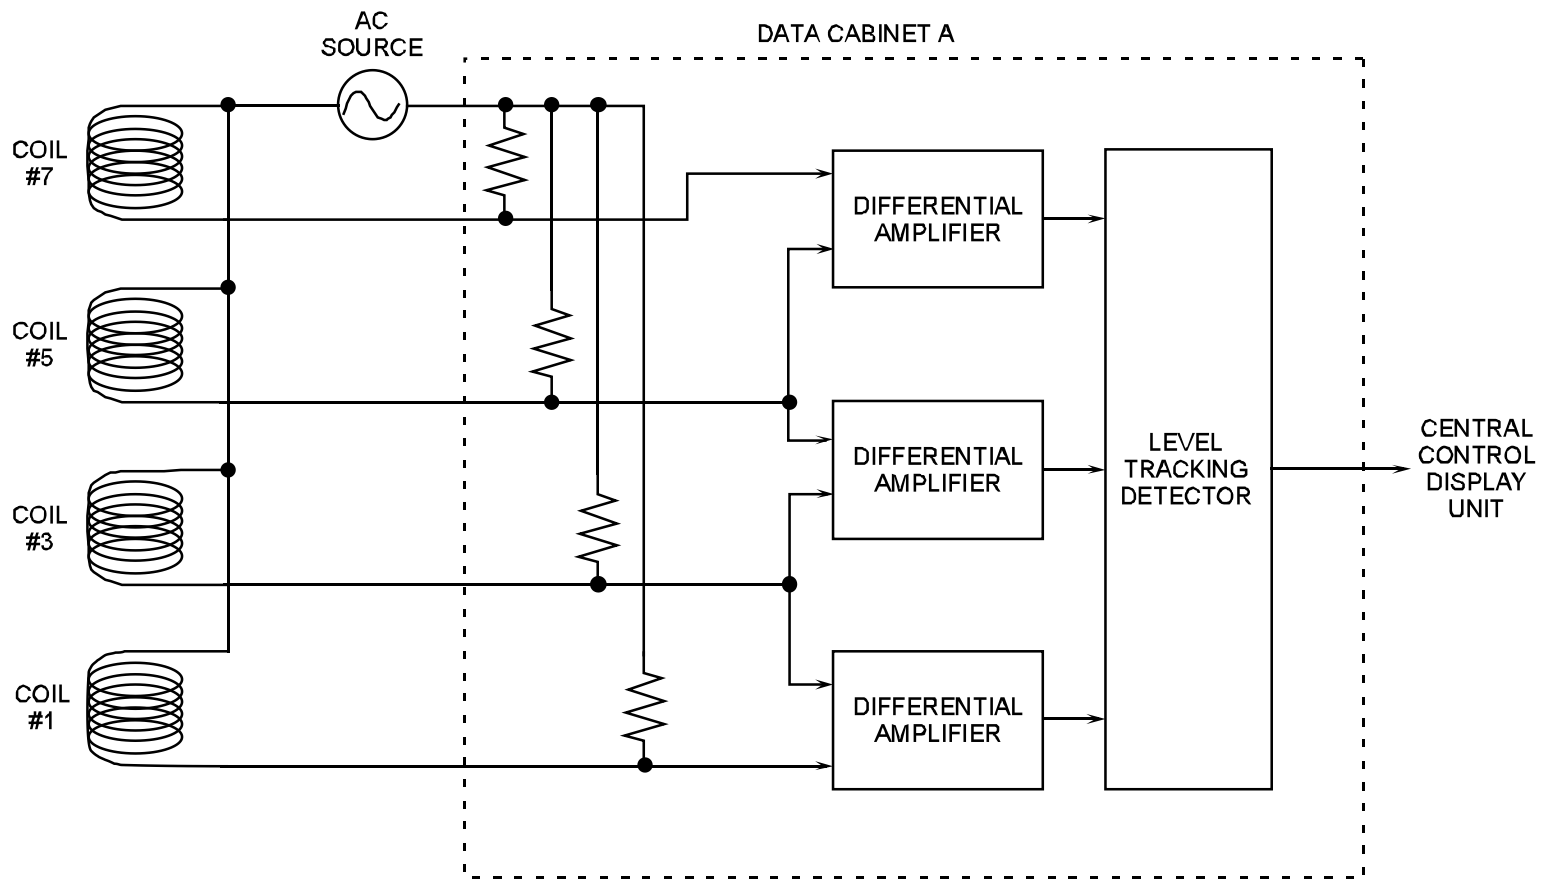 AC
SOURCE
DATA CABINET A
COIL
#7
DIFFERENTIAL
AMPLIFIER
COIL
#5
DIFFERENTIAL
AMPLIFIER
LEVEL
TRACKING
DETECTOR
CENTRAL
CONTROL
DISPLAY
UNIT
COIL
#3
COIL
#1
DIFFERENTIAL
AMPLIFIER